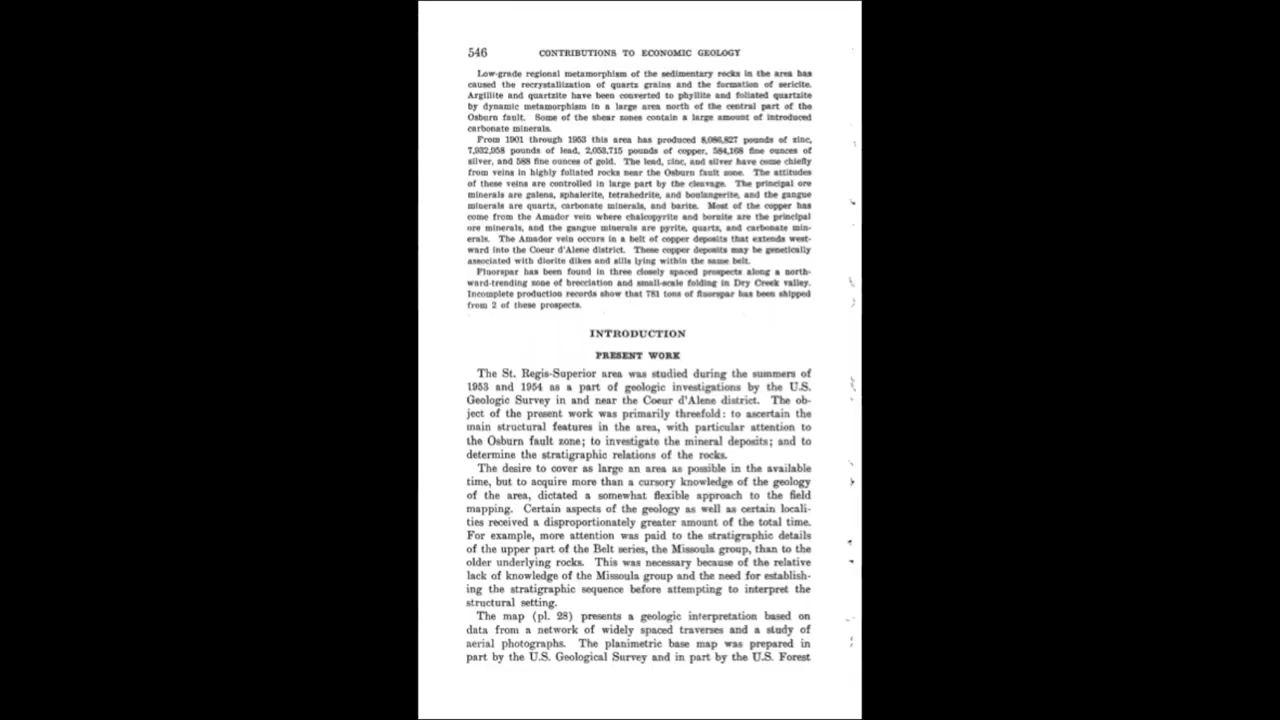 546 CONTRIBUTIONS TO ECONOMIC GEOLOGY
Low-grade regional metamorphism of the sedimentary rocks in the area has
caused the recrystallization of quartz grains and the formation of sericite.
Argillite and quartzite have been converted to phyllite and foliated quartzite
by dynamic metamorphism in a large area north of the central part of the
Osburn fault. Some of the shear zones contain a large amount of introduced
carbonate minerals.
From 1901 through 1953 this area has produced 8,086,827 pounds of zinc,
7,932,958 pounds of lead, 2,053,715 pounds of copper, 584,168 fine ounces of
silver, and 588 fine ounces of gold. The lead, zinc, and silver have come chiefly
from veins in highly foliated rocks near the Osburn fault zone. The attitudes
of these veins are controlled in large part by the cleavage. The principal ore
minerals are galena, sphalerite, tetrahedrite, and boulangerite, and the gangue
minerals are quartz, carbonate minerals, and barite. Most of the copper has
come from the Amador vein where chalcopyrite and bornite are the principal
ore minerals, and the gangue minerals are pyrite, quartz, and carbonate min-
erals. The Amador vein occurs in a belt of copper deposits that extends west-
ward into the Coeur d'Alene district. These copper deposits may be genetically
associated with diorite dikes and sills lying within the same belt.
Fluorspar has been found in three closely spaced prospects along a north-
ward-trending zone of brecciation and small-scale folding in Dry Creek valley.
Incomplete production records show that 781 tons of fluorspar has been shipped
from 2 of these prospects.
INTRODUCTION
PRESENT WORK
The St. Regis-Superior area was studied during the summers of
1953 and 1954 as a part of geologic investigations by the U.S.
Geologic Survey in and near the Coeur d'Alene district. The ob-
ject of the present work was primarily threefold: to ascertain the
main structural features in the area, with particular attention to
the Osburn fault zone; to investigate the mineral deposits; and to
determine the stratigraphic relations of the rocks.
The desire to cover as large an area as possible in the available
time, but to acquire more than a cursory knowledge of the geology
of the area, dictated a somewhat flexible approach to the field
mapping. Certain aspects of the geology as well as certain locali-
ties received a disproportionately greater amount of the total time.
For example, more attention was paid to the stratigraphic details
of the upper part of the Belt series, the Missoula group, than to the
older underlying rocks. This was necessary because of the relative
lack of knowledge of the Missoula group and the need for establish-
ing the stratigraphic sequence before attempting to interpret the
structural setting.
The map (pl. 28) presents a geologic interpretation based on
data from a network of widely spaced traverses and a study of
aerial photographs. The planimetric base map was prepared in
part by the U.S. Geological Survey and in part by the U.S. Forest